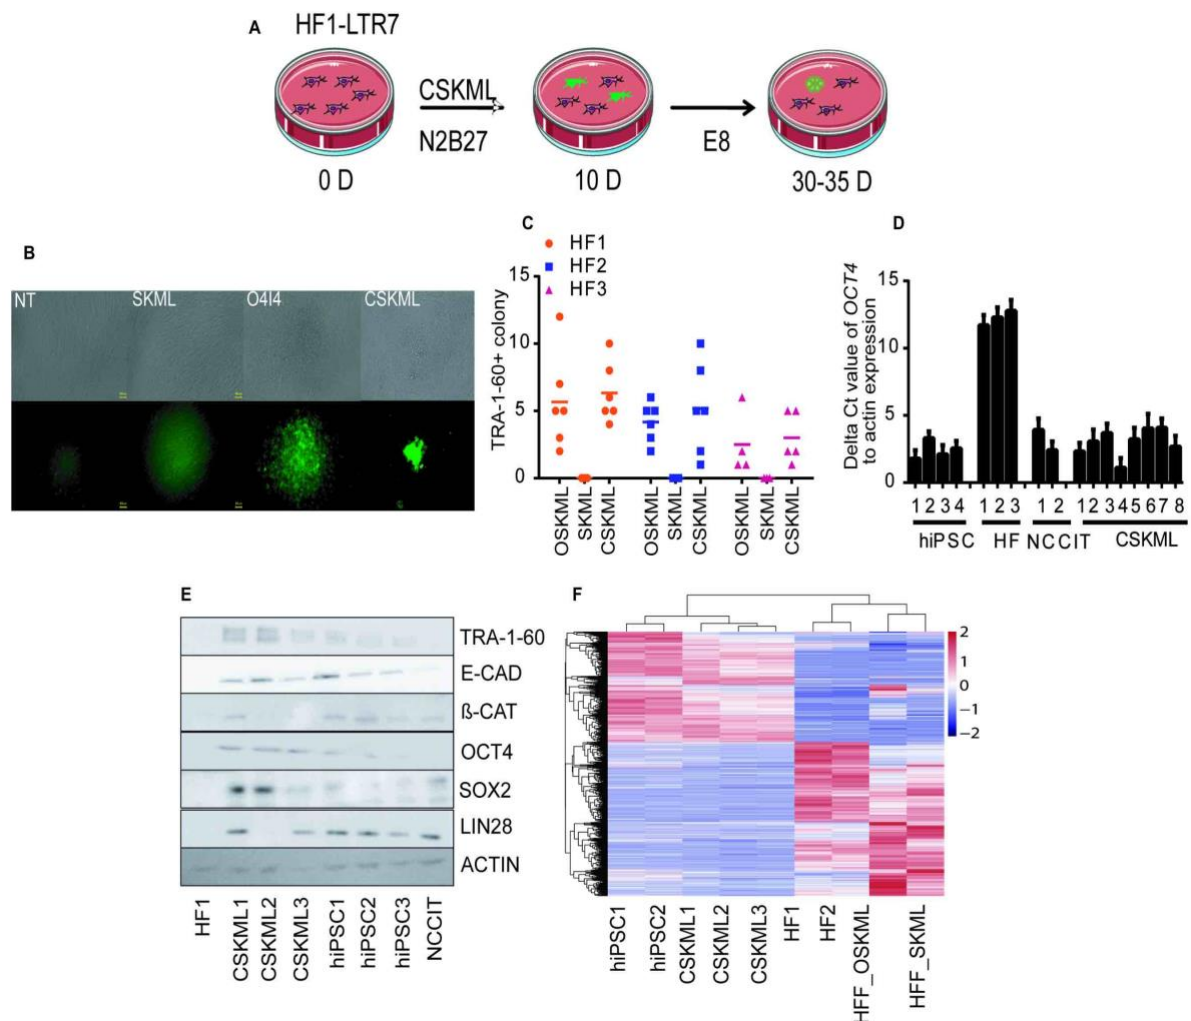 A
HF1-LTR7
CSKML
N2B27
E8
0 D
10 D
30-35 D
B
NT
SKML
O4I4
CSKML
C
HF1
HF2
HF3
TRA-1-60+ colony
15
10
5
0
OSKML
SKML
CSKML
OSKML
SKML
CSKML
OSKML
SKML
CSKML
D
Delta Ct value of OCT4
to actin expression
15
10
5
0
1 2 3 4 1 2 3 1 2 1 2 3 4 5 6 7 8
hiPSC HF NCCIT CSKML
E
TRA-1-60
E-CAD
ß-CAT
OCT4
SOX2
LIN28
ACTIN
HF1
CSKML1
CSKML2
CSKML3
hiPSC1
hiPSC2
hiPSC3
NCCIT
F
2
1
0
−1
−2
hiPSC1
hiPSC2
CSKML1
CSKML2
CSKML3
HF1
HF2
HFF_OSKML
HFF_SKML